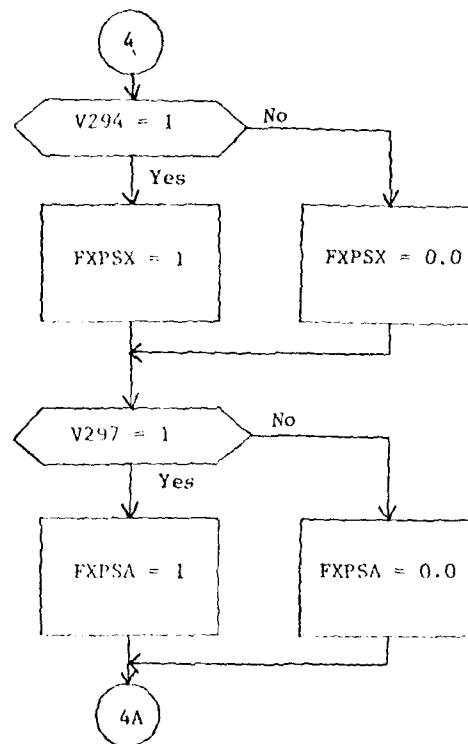 4
V294 = 1
No
Yes
FXPSX = 1
FXPSX = 0.0
V297 = 1
No
Yes
FXPSA = 1
FXPSA = 0.0
4A